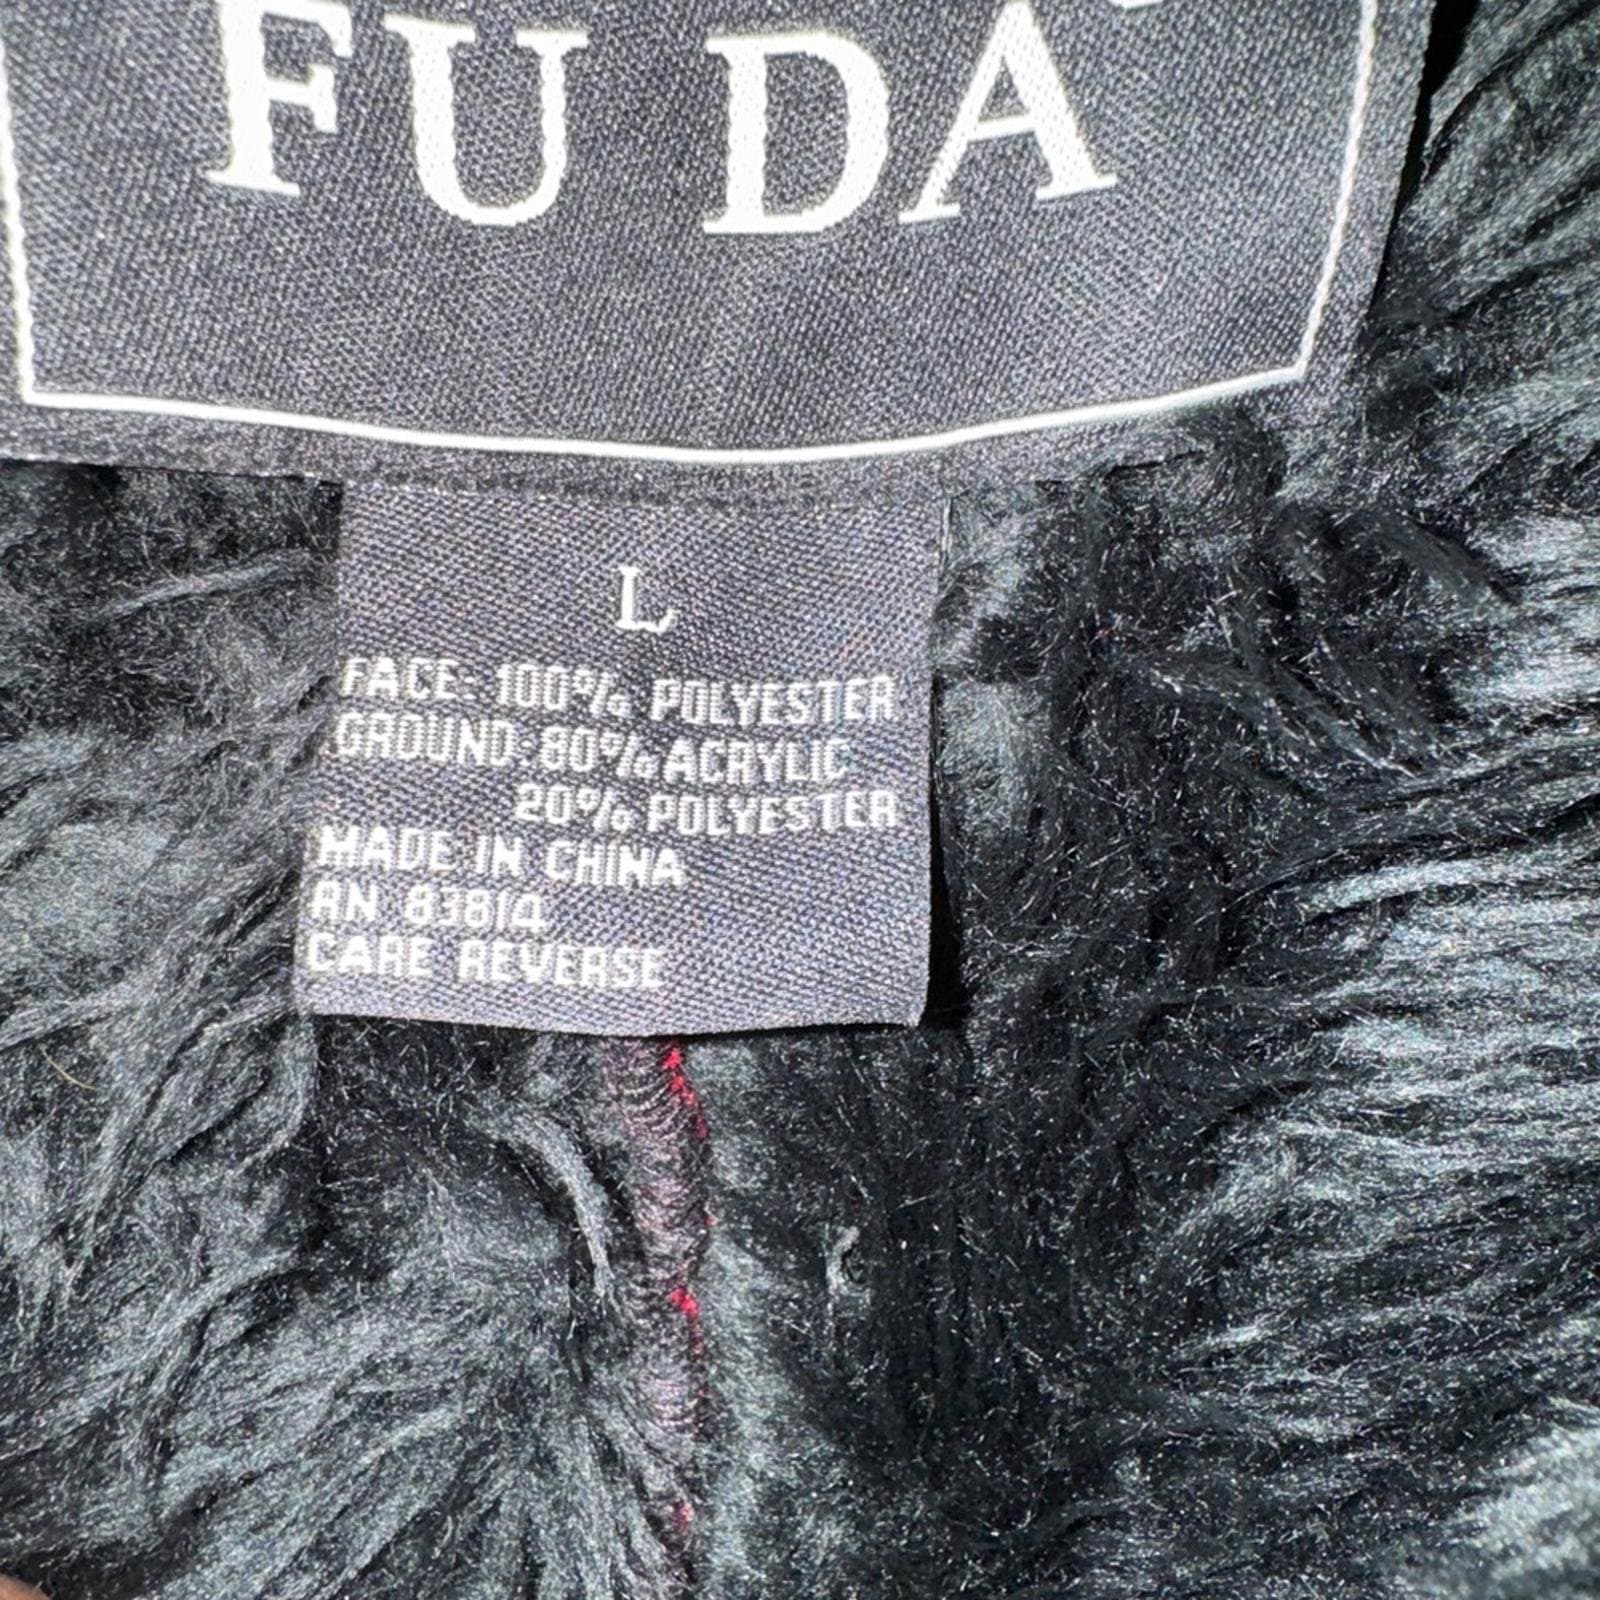 FU DA
L
FACE: 100% POLYESTER
GROUND: 80% ACRYLIC
20% POLYESTER
MADE IN CHINA
RN 83814
CARE REVERSE